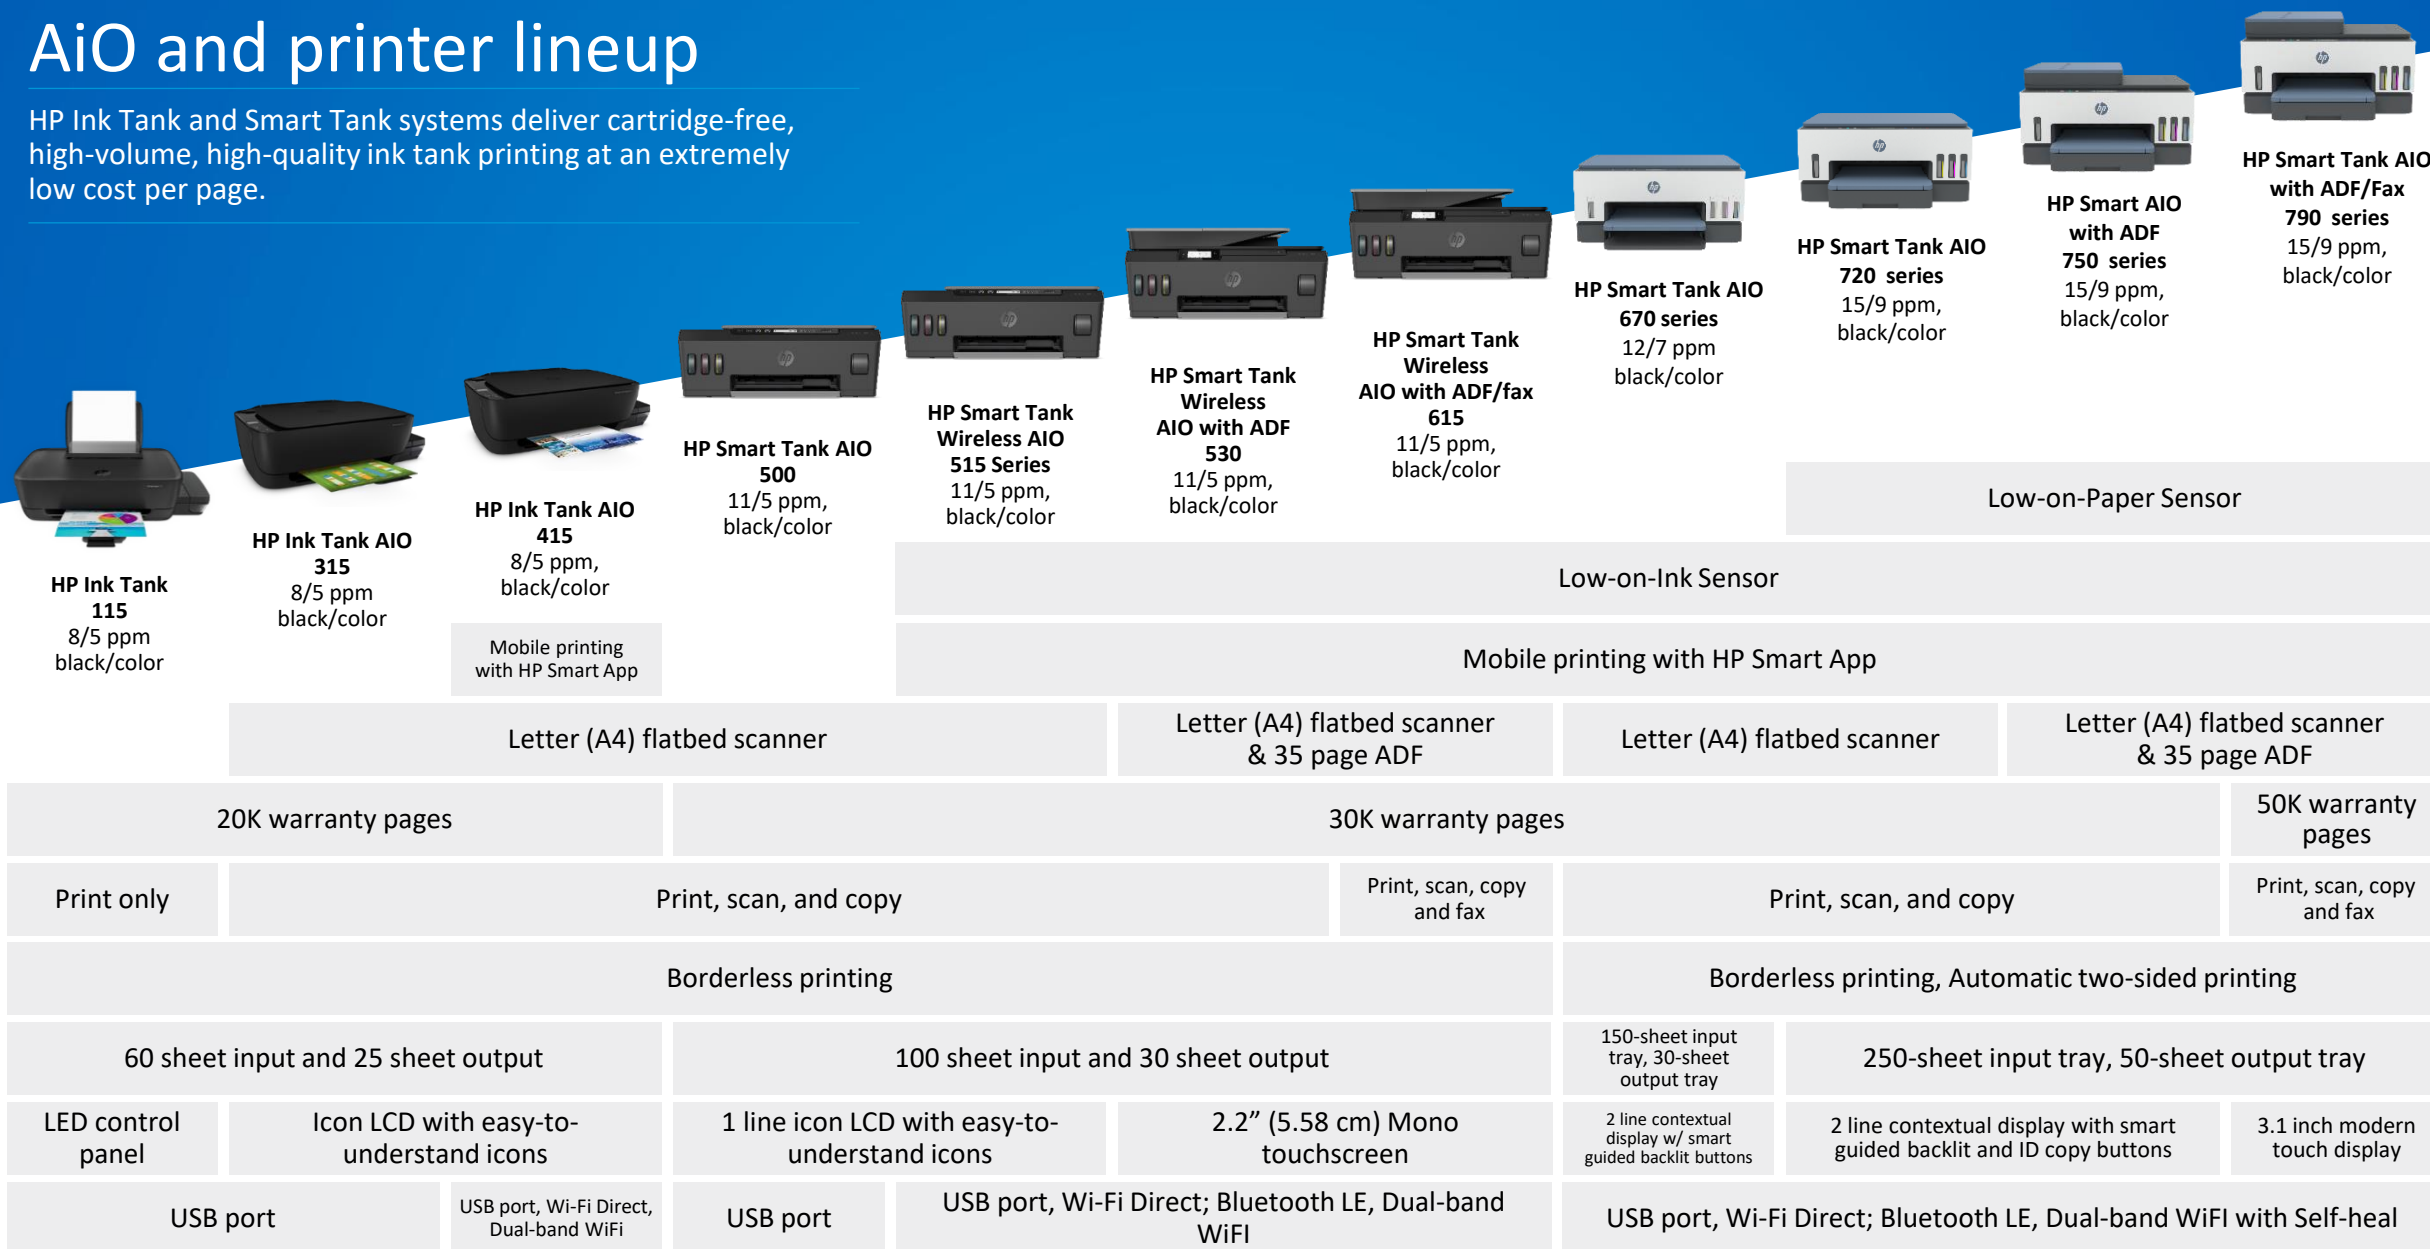 AiO and printer lineup
HP Ink Tank and Smart Tank systems deliver cartridge-free,
high-volume, high-quality ink tank printing at an extremely
low cost per page.
HP Ink Tank
115
8/5 ppm
black/color
HP Ink Tank AIO
315
8/5 ppm
black/color
HP Ink Tank AIO
415
8/5 ppm,
black/color
HP Smart Tank AIO
500
11/5 ppm,
black/color
HP Smart Tank
Wireless AIO
515 Series
11/5 ppm,
black/color
HP Smart Tank
Wireless
AIO with ADF
530
11/5 ppm,
black/color
HP Smart Tank
Wireless
AIO with ADF/fax
615
11/5 ppm,
black/color
HP Smart Tank AIO
670 series
12/7 ppm
black/color
HP Smart Tank AIO
720 series
15/9 ppm,
black/color
HP Smart AIO
with ADF
750 series
15/9 ppm,
black/color
HP Smart Tank AIO
with ADF/Fax
790 series
15/9 ppm,
black/color
Low-on-Paper Sensor
Low-on-Ink Sensor
Mobile printing
with HP Smart App
Mobile printing with HP Smart App
Letter (A4) flatbed scanner
Letter (A4) flatbed scanner
& 35 page ADF
Letter (A4) flatbed scanner
Letter (A4) flatbed scanner
& 35 page ADF
20K warranty pages
30K warranty pages
50K warranty
pages
Print only
Print, scan, and copy
Print, scan, copy
and fax
Print, scan, and copy
Print, scan, copy
and fax
Borderless printing
Borderless printing, Automatic two-sided printing
60 sheet input and 25 sheet output
100 sheet input and 30 sheet output
150-sheet input
tray, 30-sheet
output tray
250-sheet input tray, 50-sheet output tray
LED control
panel
Icon LCD with easy-to-
understand icons
1 line icon LCD with easy-to-
understand icons
2.2” (5.58 cm) Mono
touchscreen
2 line contextual
display w/ smart
guided backlit buttons
2 line contextual display with smart
guided backlit and ID copy buttons
3.1 inch modern
touch display
USB port
USB port, Wi-Fi Direct,
Dual-band WiFi
USB port
USB port, Wi-Fi Direct; Bluetooth LE, Dual-band
WiFI
USB port, Wi-Fi Direct; Bluetooth LE, Dual-band WiFI with Self-heal